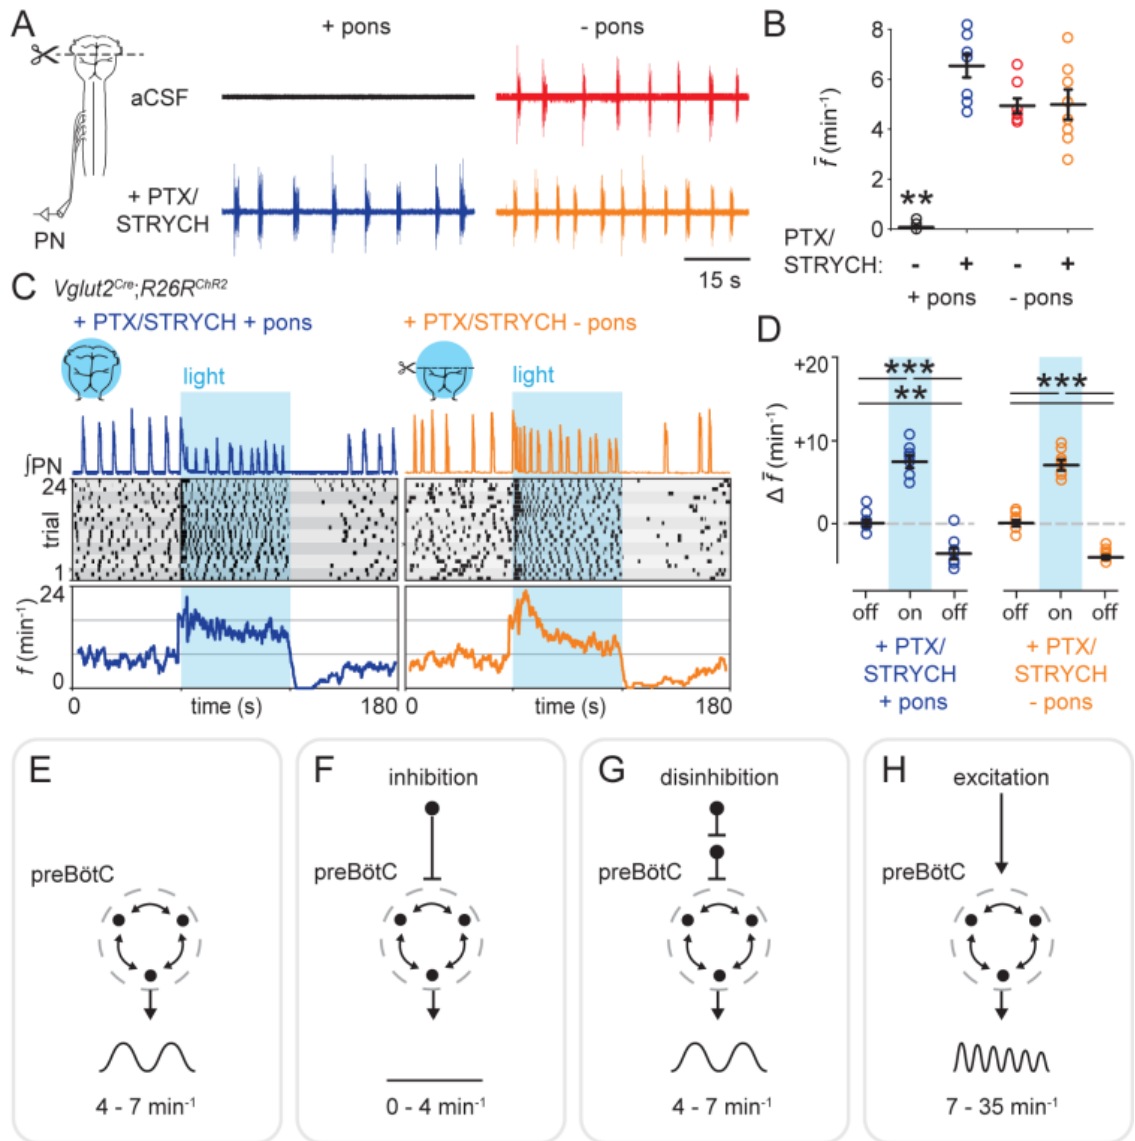 A
+ pons
- pons
aCSF
+ PTX/
STRYCH
PN
15 s
B
8
6
4
2
0
f̄ (min⁻¹)
**
PTX/
STRYCH:
-
+
-
+
+ pons
- pons
C
Vglut2Cre;R26RChR2
+ PTX/STRYCH + pons
+ PTX/STRYCH - pons
light
light
∫PN
24
trial
1
24
f (min⁻¹)
0
0
time (s)
180
0
time (s)
180
D
+20
+10
0
Δ f̄ (min⁻¹)
***
**
***
off
on
off
off
on
off
+ PTX/
STRYCH
+ pons
+ PTX/
STRYCH
- pons
E
preBötC
4 - 7 min⁻¹
F
inhibition
preBötC
0 - 4 min⁻¹
G
disinhibition
preBötC
4 - 7 min⁻¹
H
excitation
preBötC
7 - 35 min⁻¹